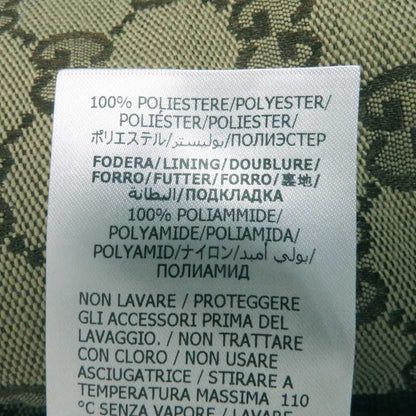 100% POLIESTERE/POLYESTER/
POLIÉSTER/POLIESTER/
ポリエステル/بوليستر/ПОЛИЭСТЕР
FODERA/LINING/DOUBLURE/
FORRO/FUTTER/FORRO/裏地/
البطانة/ПОДКЛАДКА
100% POLIAMMIDE/
POLYAMIDE/POLIAMIDA/
POLYAMID/ナイロン/بولي أميد/
ПОЛИАМИД
NON LAVARE / PROTEGGERE
GLI ACCESSORI PRIMA DEL
LAVAGGIO. / NON TRATTARE
CON CLORO / NON USARE
ASCIUGATRICE / STIRARE A
TEMPERATURA MASSIMA 110
°C SENZA VAPORE / LAVARE